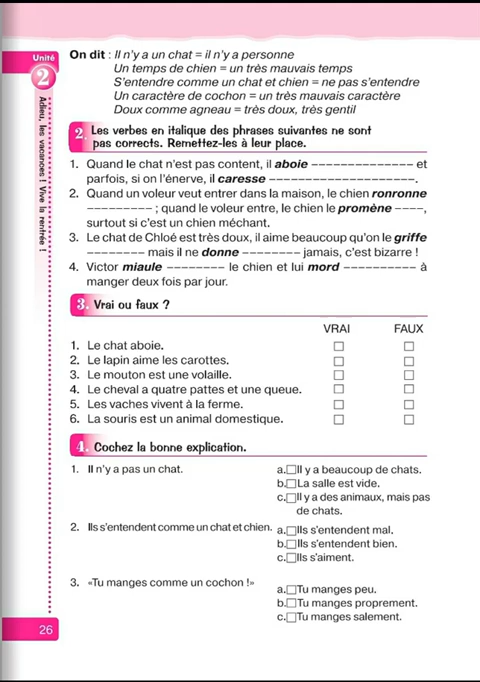 Unité
2
Adieu, les vacances ! Vive la rentrée !
On dit : Il n'y a un chat = il n'y a personne
Un temps de chien = un très mauvais temps
S'entendre comme un chat et chien = ne pas s'entendre
Un caractère de cochon = un très mauvais caractère
Doux comme agneau = très doux, très gentil
2. Les verbes en italique des phrases suivantes ne sont
pas corrects. Remettez-les à leur place.
1. Quand le chat n'est pas content, il aboie -------------- et
parfois, si on l'énerve, il caresse --------------------.
2. Quand un voleur veut entrer dans la maison, le chien ronronne
--------- ; quand le voleur entre, le chien le promène ----,
surtout si c'est un chien méchant.
3. Le chat de Chloé est très doux, il aime beaucoup qu'on le griffe
-------- mais il ne donne -------- jamais, c'est bizarre !
4. Victor miaule -------- le chien et lui mord ---------- à
manger deux fois par jour.
3. Vrai ou faux ?
VRAI FAUX
1. Le chat aboie. □ □
2. Le lapin aime les carottes. □ □
3. Le mouton est une volaille. □ □
4. Le cheval a quatre pattes et une queue. □ □
5. Les vaches vivent à la ferme. □ □
6. La souris est un animal domestique. □ □
4. Cochez la bonne explication.
1. Il n'y a pas un chat. a.□Il y a beaucoup de chats.
b.□La salle est vide.
c.□Il y a des animaux, mais pas
de chats.
2. Ils s'entendent comme un chat et chien. a.□Ils s'entendent mal.
b.□Ils s'entendent bien.
c.□Ils s'aiment.
3. «Tu manges comme un cochon !» a.□Tu manges peu.
b.□Tu manges proprement.
c.□Tu manges salement.
26